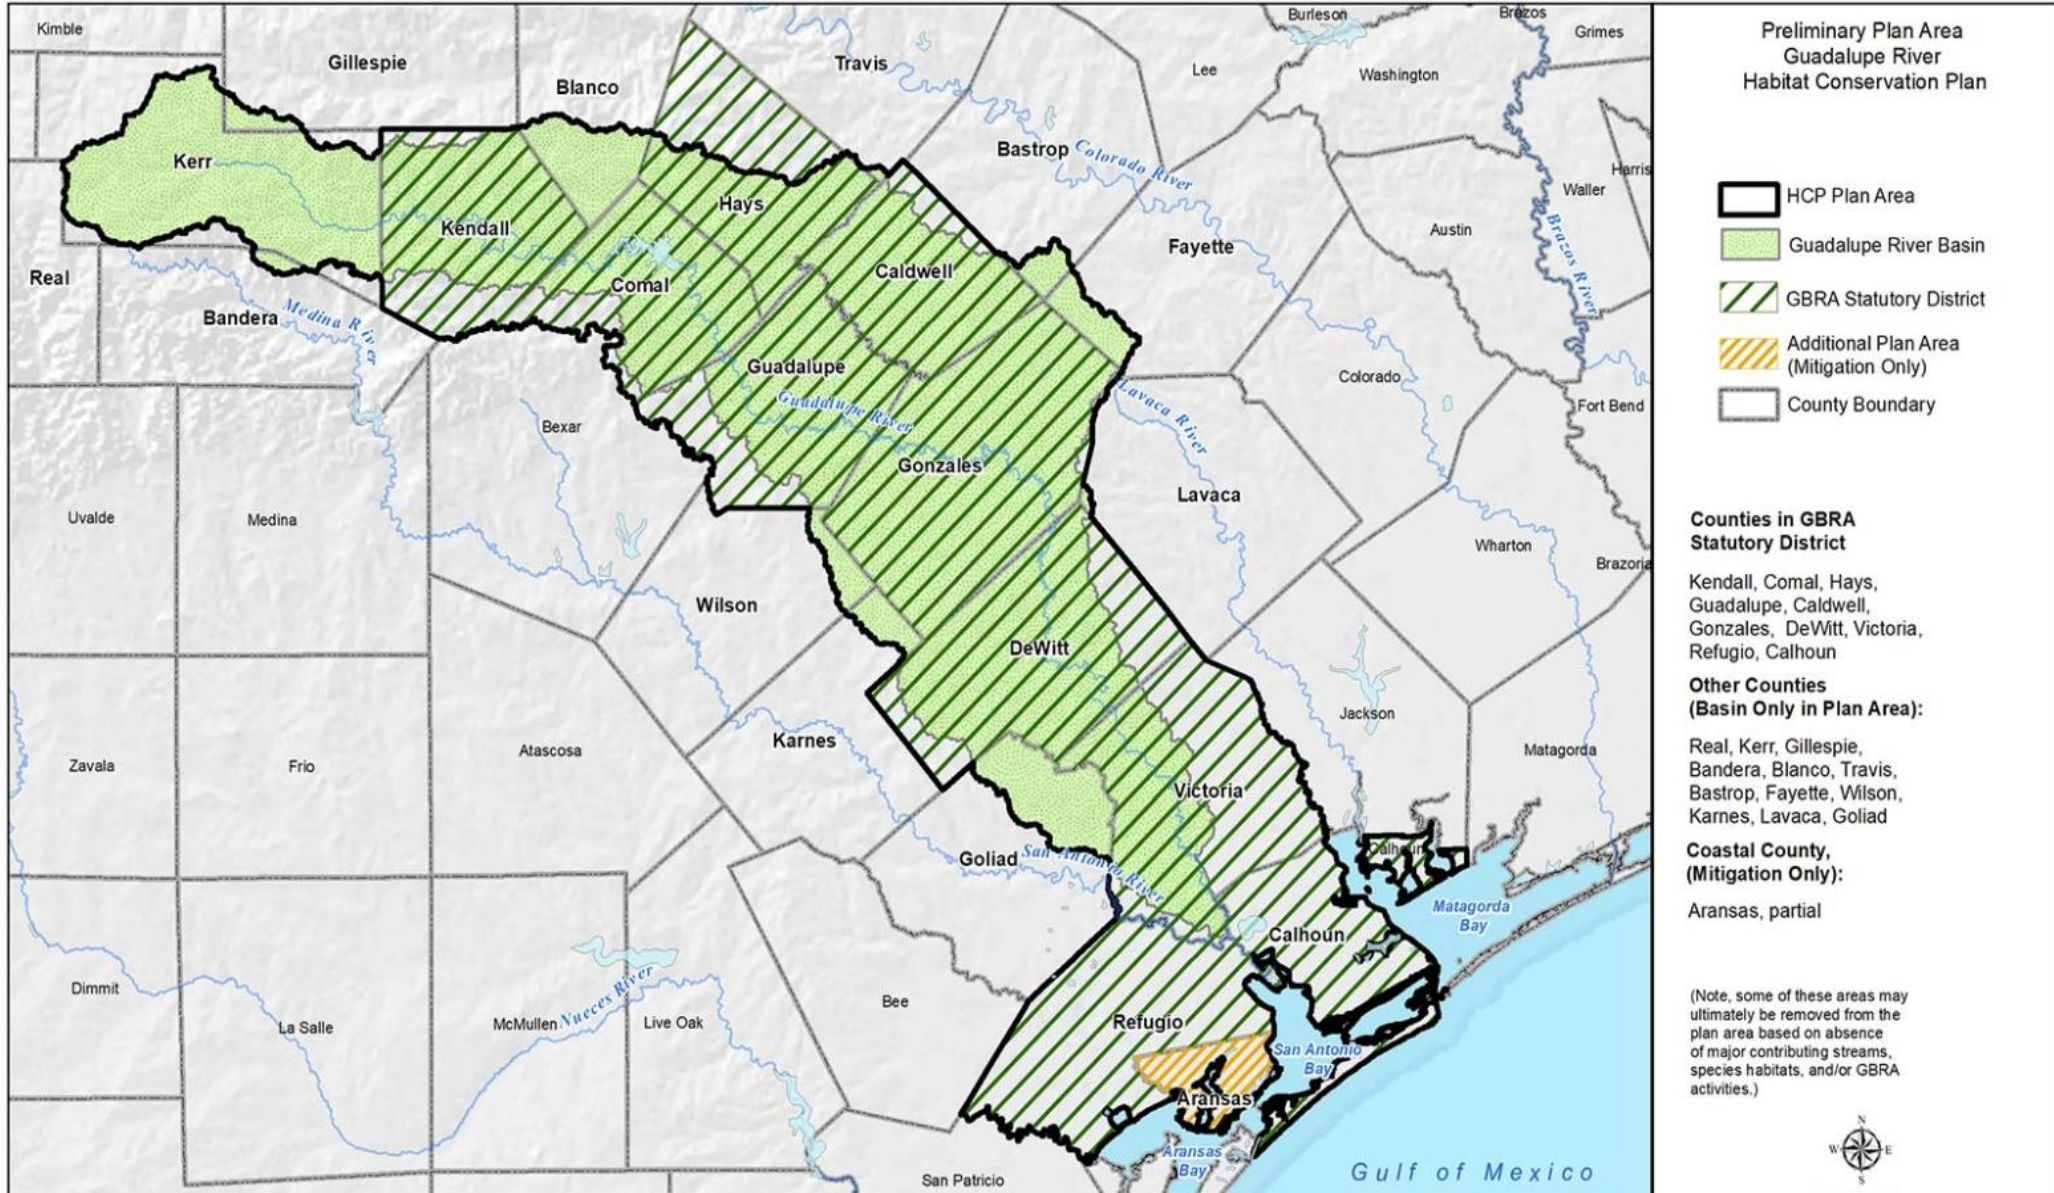 Kimble
Gillespie
Blanco
Travis
Burleson
Brazos
Grimes
Lee
Washington
Bastrop
Colorado River
Harris
Waller
Kerr
Hays
Kendall
Real
Comal
Caldwell
Fayette
Austin
Brazos River
Bandera
Medina River
Guadalupe
Guadalupe River
Lavaca River
Colorado
Fort Bend
Bexar
Gonzales
Lavaca
Uvalde
Medina
Wharton
Brazoria
Wilson
DeWitt
Jackson
Karnes
Zavala
Frio
Atascosa
Matagorda
Victoria
Goliad
San Antonio River
Calhoun
Matagorda
Bay
Calhoun
Dimmit
La Salle
McMullen
Nueces River
Live Oak
Bee
Refugio
San Antonio
Bay
Aransas
Aransas
Bay
San Patricio
Gulf of Mexico
Preliminary Plan Area
Guadalupe River
Habitat Conservation Plan
HCP Plan Area
Guadalupe River Basin
GBRA Statutory District
Additional Plan Area
(Mitigation Only)
County Boundary
Counties in GBRA
Statutory District
Kendall, Comal, Hays,
Guadalupe, Caldwell,
Gonzales, DeWitt, Victoria,
Refugio, Calhoun
Other Counties
(Basin Only in Plan Area):
Real, Kerr, Gillespie,
Bandera, Blanco, Travis,
Bastrop, Fayette, Wilson,
Karnes, Lavaca, Goliad
Coastal County,
(Mitigation Only):
Aransas, partial
(Note, some of these areas may
ultimately be removed from the
plan area based on absence
of major contributing streams,
species habitats, and/or GBRA
activities.)
N
W E
S